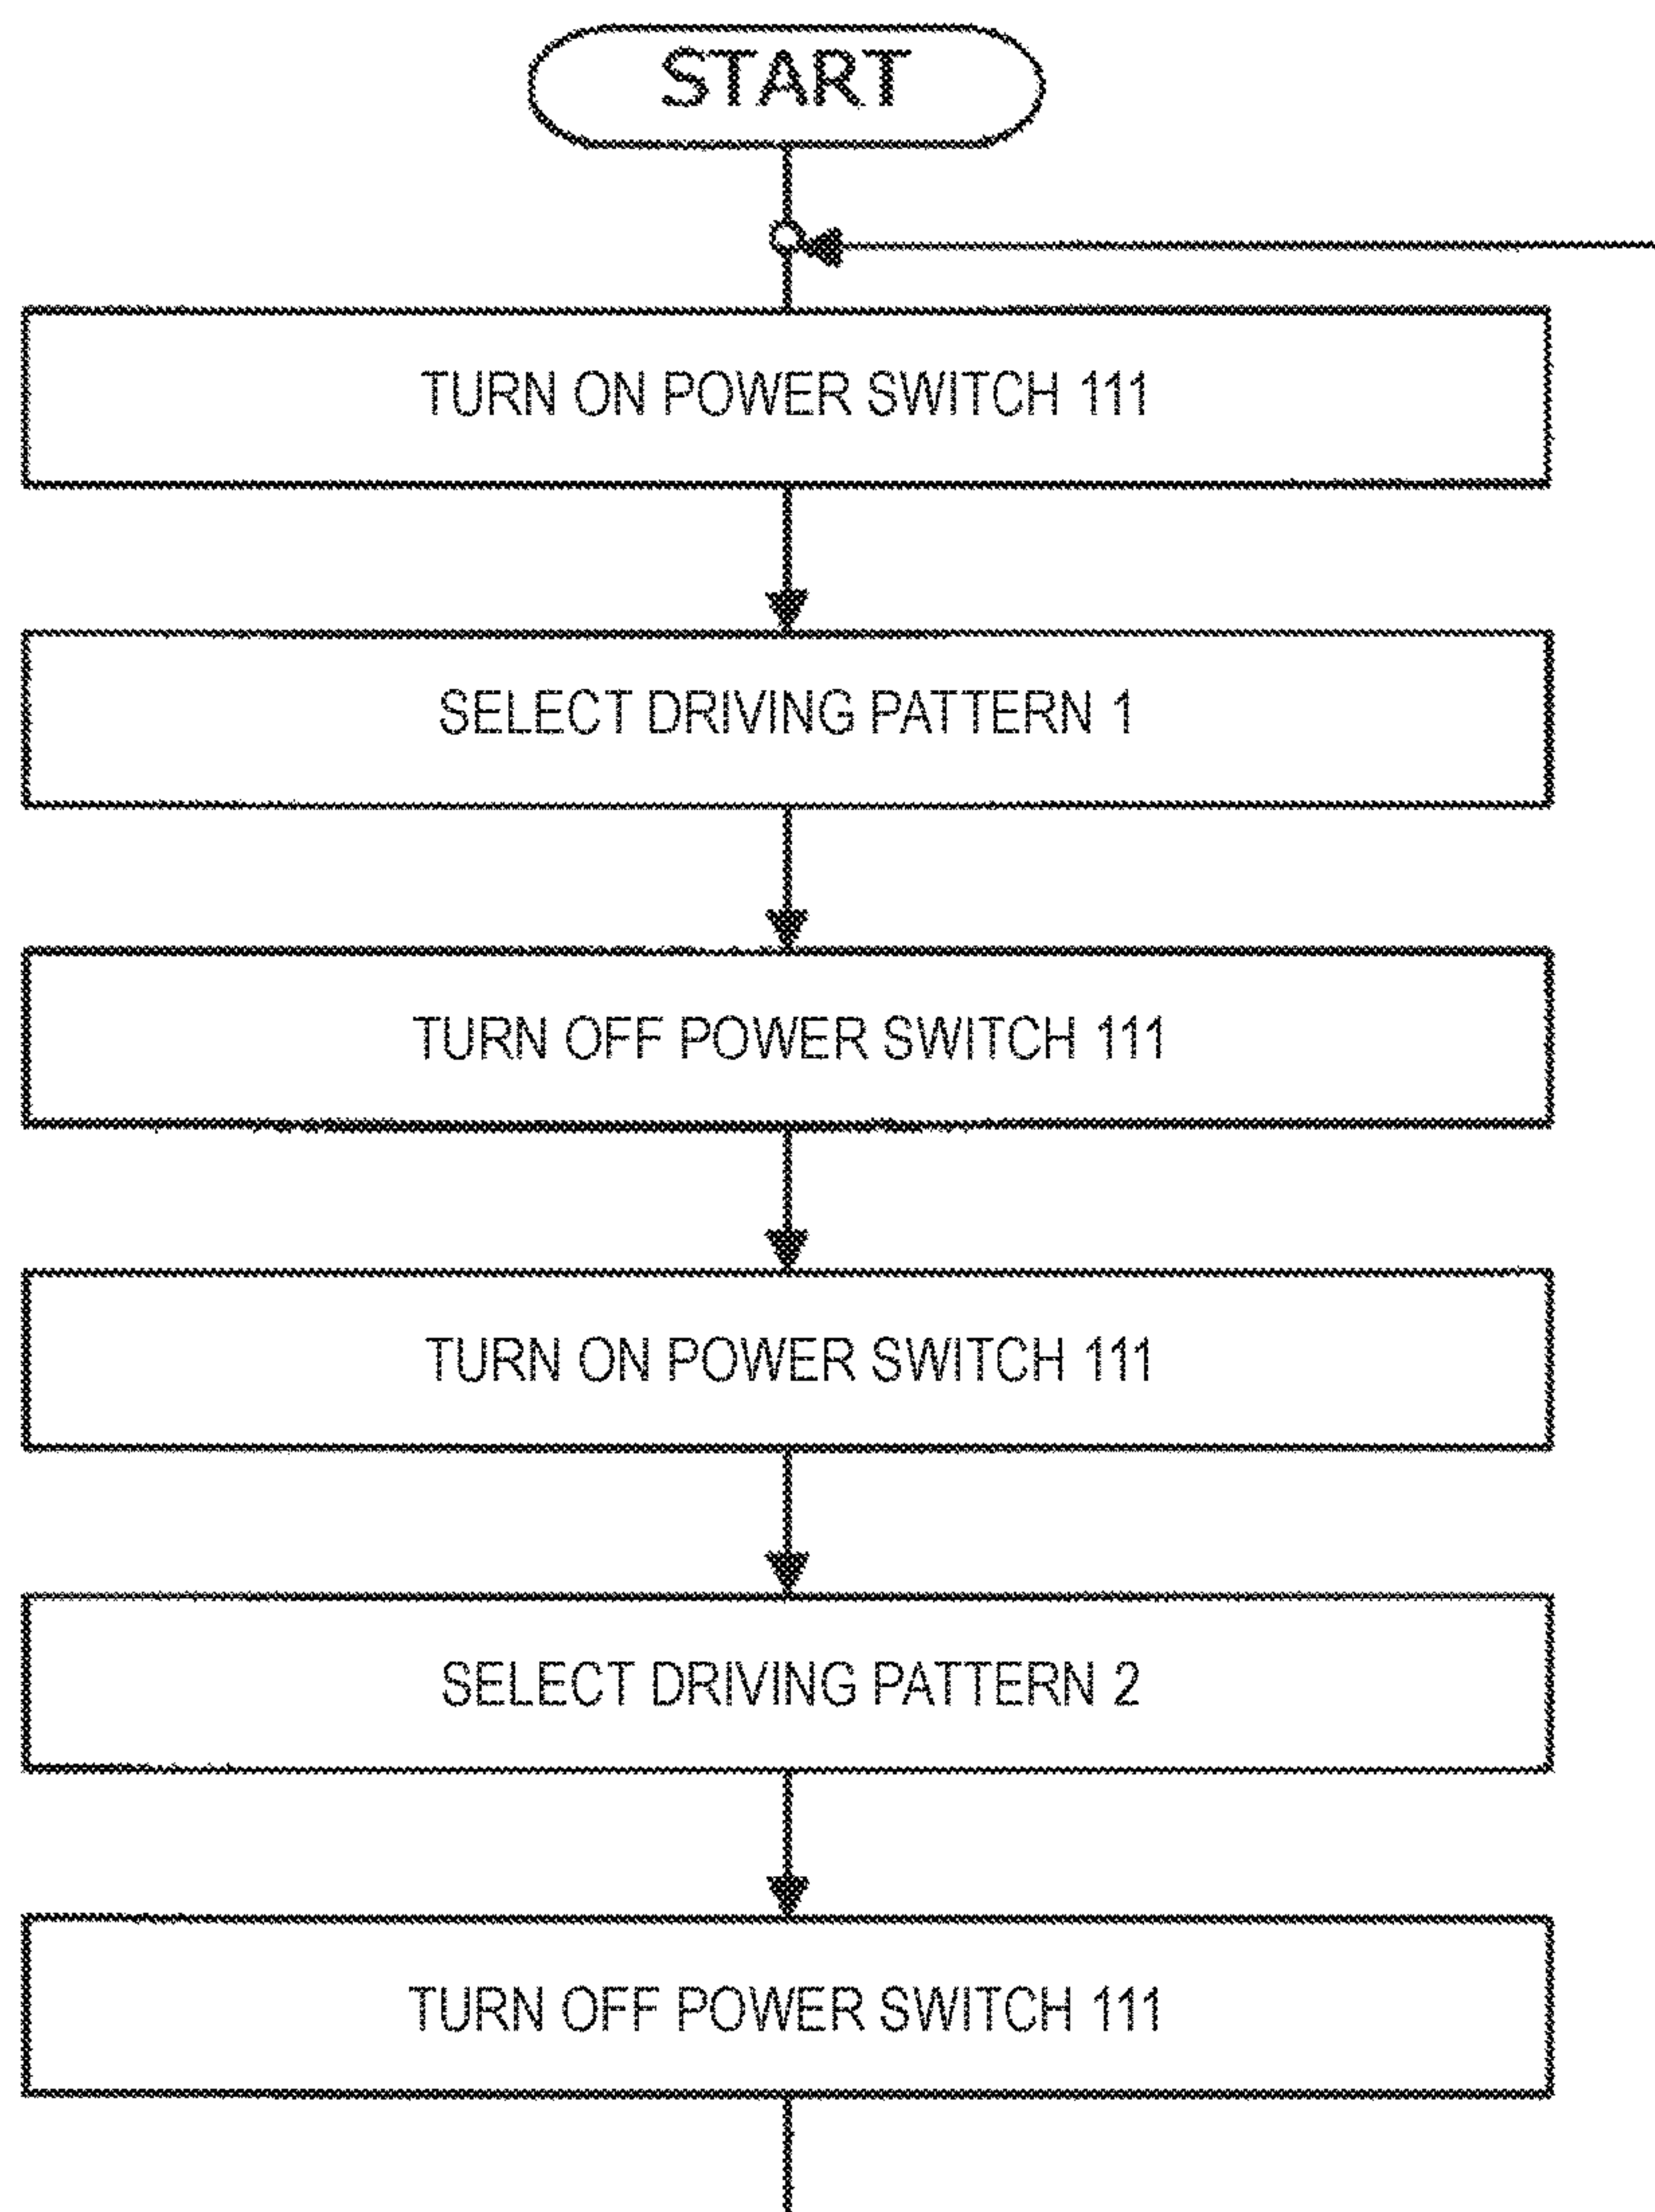 START
TURN ON POWER SWITCH 111
SELECT DRIVING PATTERN 1
TURN OFF POWER SWITCH 111
TURN ON POWER SWITCH 111
SELECT DRIVING PATTERN 2
TURN OFF POWER SWITCH 111